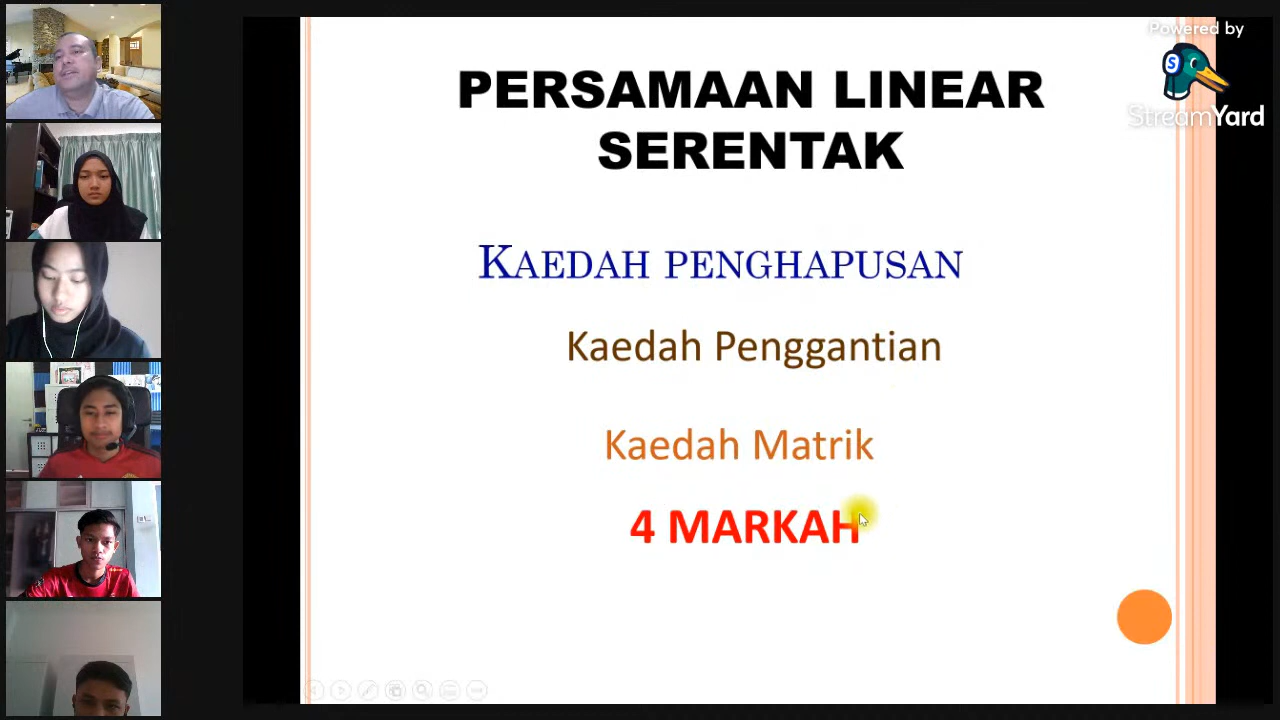 Powered by
S
StreamYard
PERSAMAAN LINEAR
SERENTAK
KAEDAH PENGHAPUSAN
Kaedah Penggantian
Kaedah Matrik
4 MARKAH